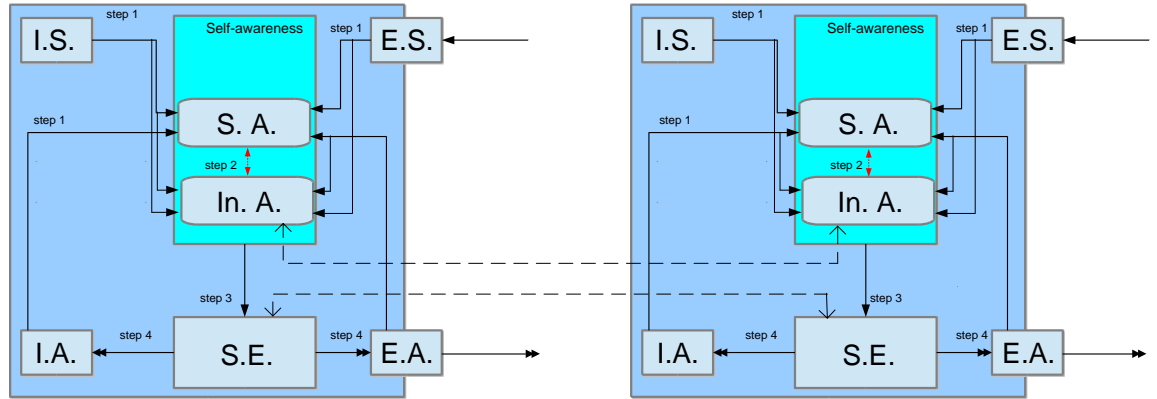 step 1
I.S.
Self-awareness
step 1
E.S.
S. A.
step 1
step 2
In. A.
step 3
step 4
step 4
I.A.
S.E.
E.A.
step 1
I.S.
Self-awareness
step 1
E.S.
S. A.
step 1
step 2
In. A.
step 3
step 4
step 4
I.A.
S.E.
E.A.